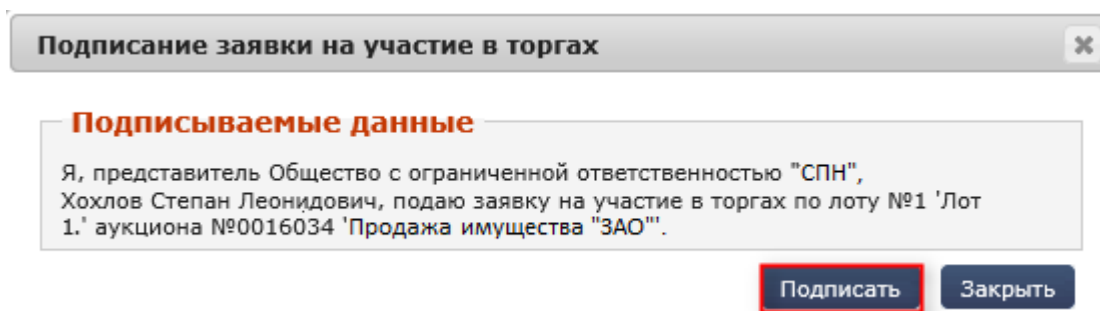 Подписание заявки на участие в торгах
Подписываемые данные
Я, представитель Общество с ограниченной ответственностью "СПН",
Хохлов Степан Леонидович, подаю заявку на участие в торгах по лоту №1 'Лот
1.' аукциона №0016034 'Продажа имущества "ЗАО"'.
Подписать Закрыть